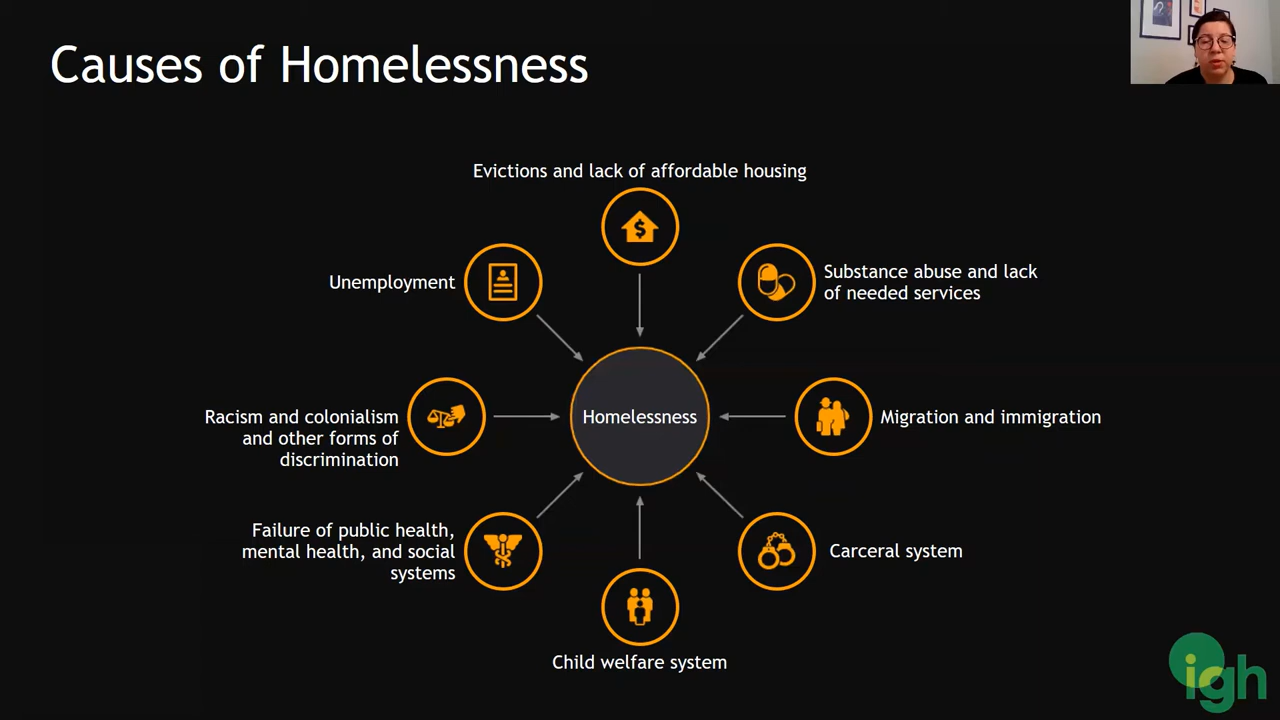 Causes of Homelessness
Evictions and lack of affordable housing
Unemployment
Substance abuse and lack
of needed services
Racism and colonialism
and other forms of
discrimination
Homelessness
Migration and immigration
Failure of public health,
mental health, and social
systems
Carceral system
Child welfare system
igh